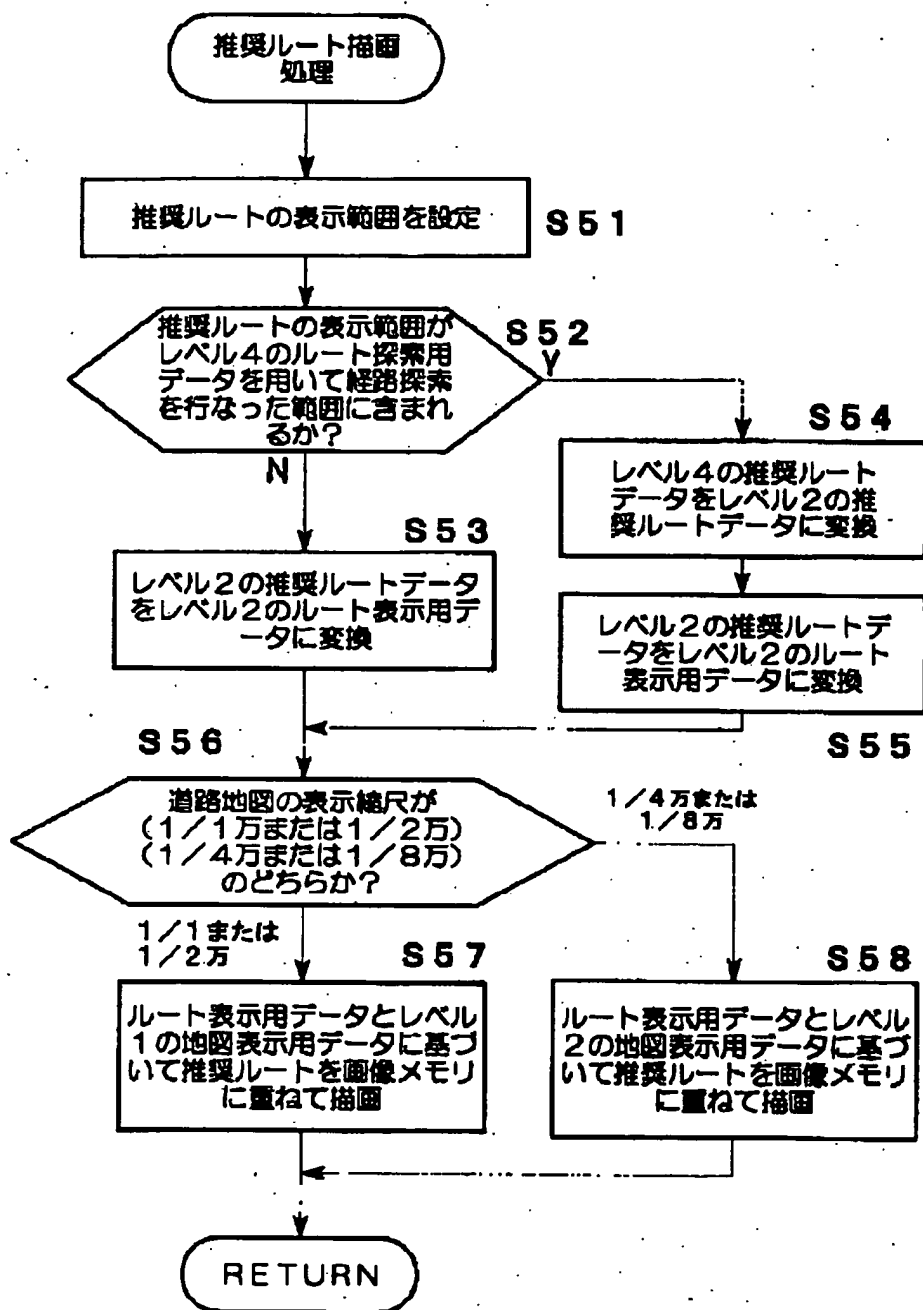 推奨ルート描画
処理
推奨ルートの表示範囲を設定
S51
推奨ルートの表示範囲が
レベル4のルート探索用
データを用いて経路探索
を行なった範囲に含まれ
るか?
S52
Y
N
S54
レベル4の推奨ルート
データをレベル2の推
奨ルートデータに変換
S53
レベル2の推奨ルートデータ
をレベル2のルート表示用デ
ータに変換
レベル2の推奨ルートデ
ータをレベル2のルート
表示用データに変換
S55
S56
道路地図の表示縮尺が
(1/1万または1/2万)
(1/4万または1/8万)
のどちらか?
1/4万または
1/8万
1/1または
1/2万
S57
ルート表示用データとレベル
1の地図表示用データに基づ
いて推奨ルートを画像メモリ
に重ねて描画
S58
ルート表示用データとレベル
2の地図表示用データに基づ
いて推奨ルートを画像メモリ
に重ねて描画
RETURN